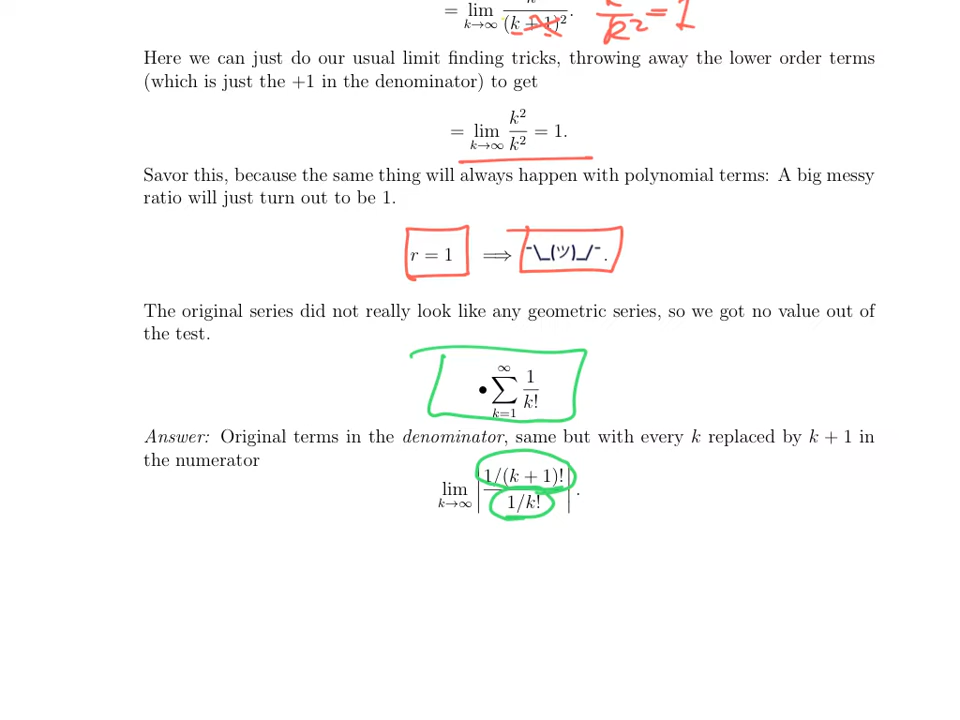 = lim k→∞ (k + 1)². k² = 1
Here we can just do our usual limit finding tricks, throwing away the lower order terms
(which is just the +1 in the denominator) to get
= lim k→∞ k²/k² = 1.
Savor this, because the same thing will always happen with polynomial terms: A big messy
ratio will just turn out to be 1.
r = 1 ⟹ ¯\_(ツ)_/¯.
The original series did not really look like any geometric series, so we got no value out of
the test.
• ∑_{k=1}^{∞} 1/k!
Answer: Original terms in the denominator, same but with every k replaced by k + 1 in
the numerator
lim k→∞ | 1/(k + 1)! / 1/k! | .